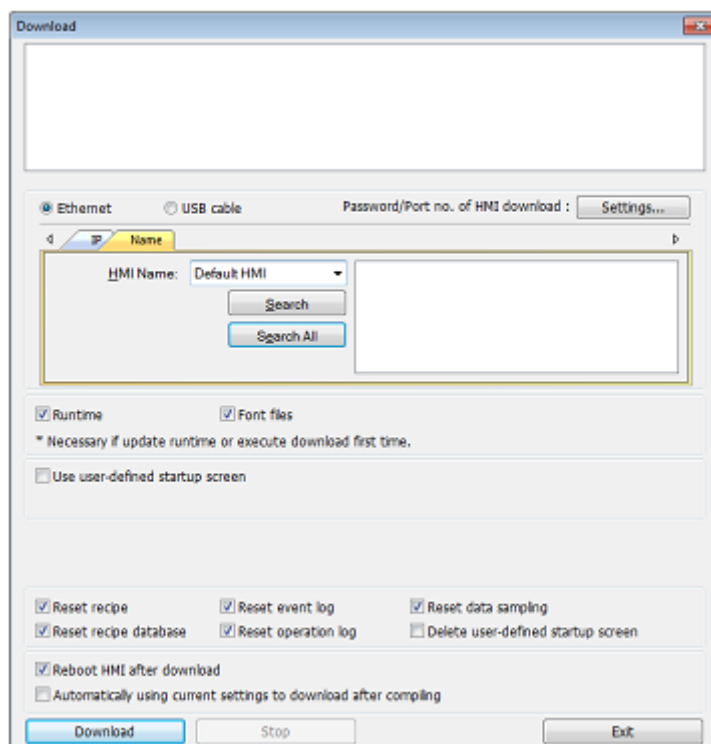 Download
Ethernet USB cable Password/Port no. of HMI download : Settings...
IP Name
HMI Name: Default HMI
Search
Search All
Runtime Font files
* Necessary if update runtime or execute download first time.
Use user-defined startup screen
Reset recipe Reset event log Reset data sampling
Reset recipe database Reset operation log Delete user-defined startup screen
Reboot HMI after download
Automatically using current settings to download after compiling
Download Stop Exit